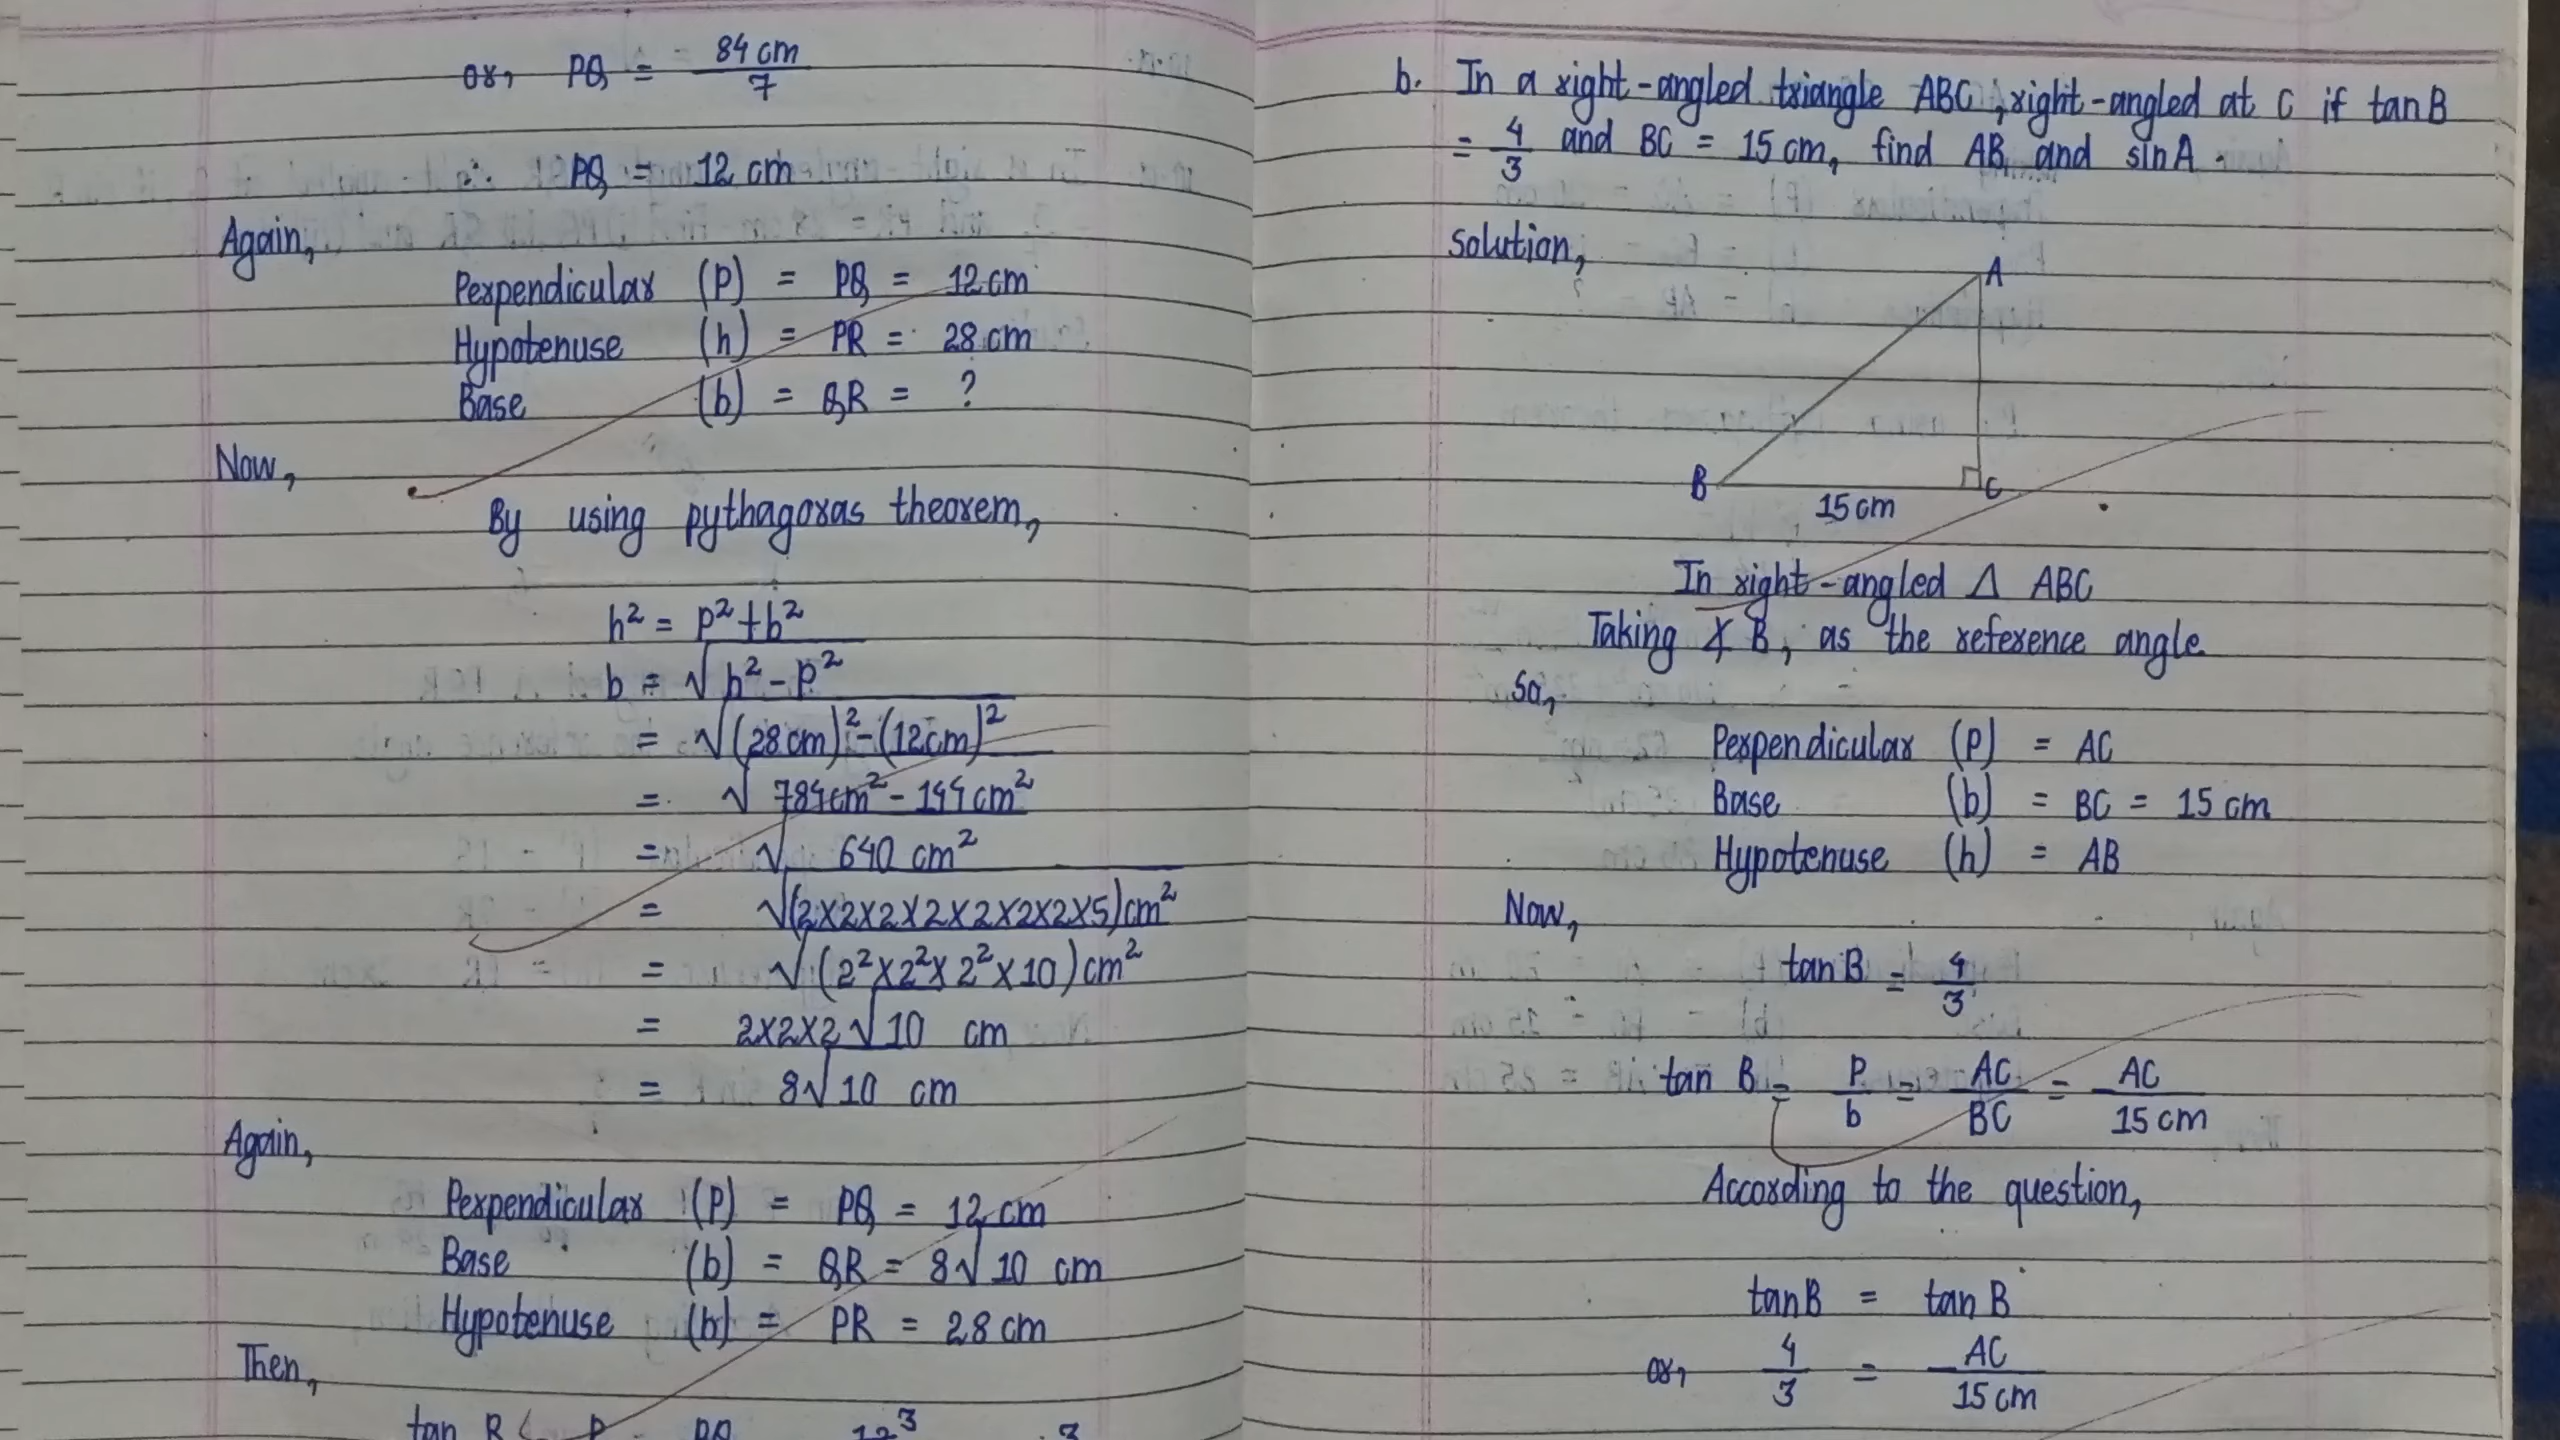 or, PQ = 84 cm / 7
∴ PQ = 12 cm
Again,
Perpendicular (P) = PQ = 12 cm
Hypotenuse (h) = PR = 28 cm
Base (b) = QR = ?
Now,
By using pythagoras theorem,
h² = p² + b²
b = √h² - p²
= √(28 cm)² - (12 cm)²
= √784 cm² - 144 cm²
= √640 cm²
= √(2×2×2×2×2×2×2×5) cm²
= √(2²×2²×2²×10) cm²
= 2×2×2√10 cm
= 8√10 cm
Again,
Perpendicular (P) = PQ = 12 cm
Base (b) = QR = 8√10 cm
Hypotenuse (h) = PR = 28 cm
Then,
tan R = P PQ 12 3 3
b. In a right-angled triangle ABC, right-angled at C if tan B
= 4/3 and BC = 15 cm, find AB and sin A.
Solution,
A
B C
15 cm
In right-angled Δ ABC
Taking ∡ B, as the reference angle
So,
Perpendicular (P) = AC
Base (b) = BC = 15 cm
Hypotenuse (h) = AB
Now,
tan B = 4/3
tan B = P/b = AC/BC = AC/15 cm
According to the question,
tan B = tan B
or, 4/3 = AC/15 cm